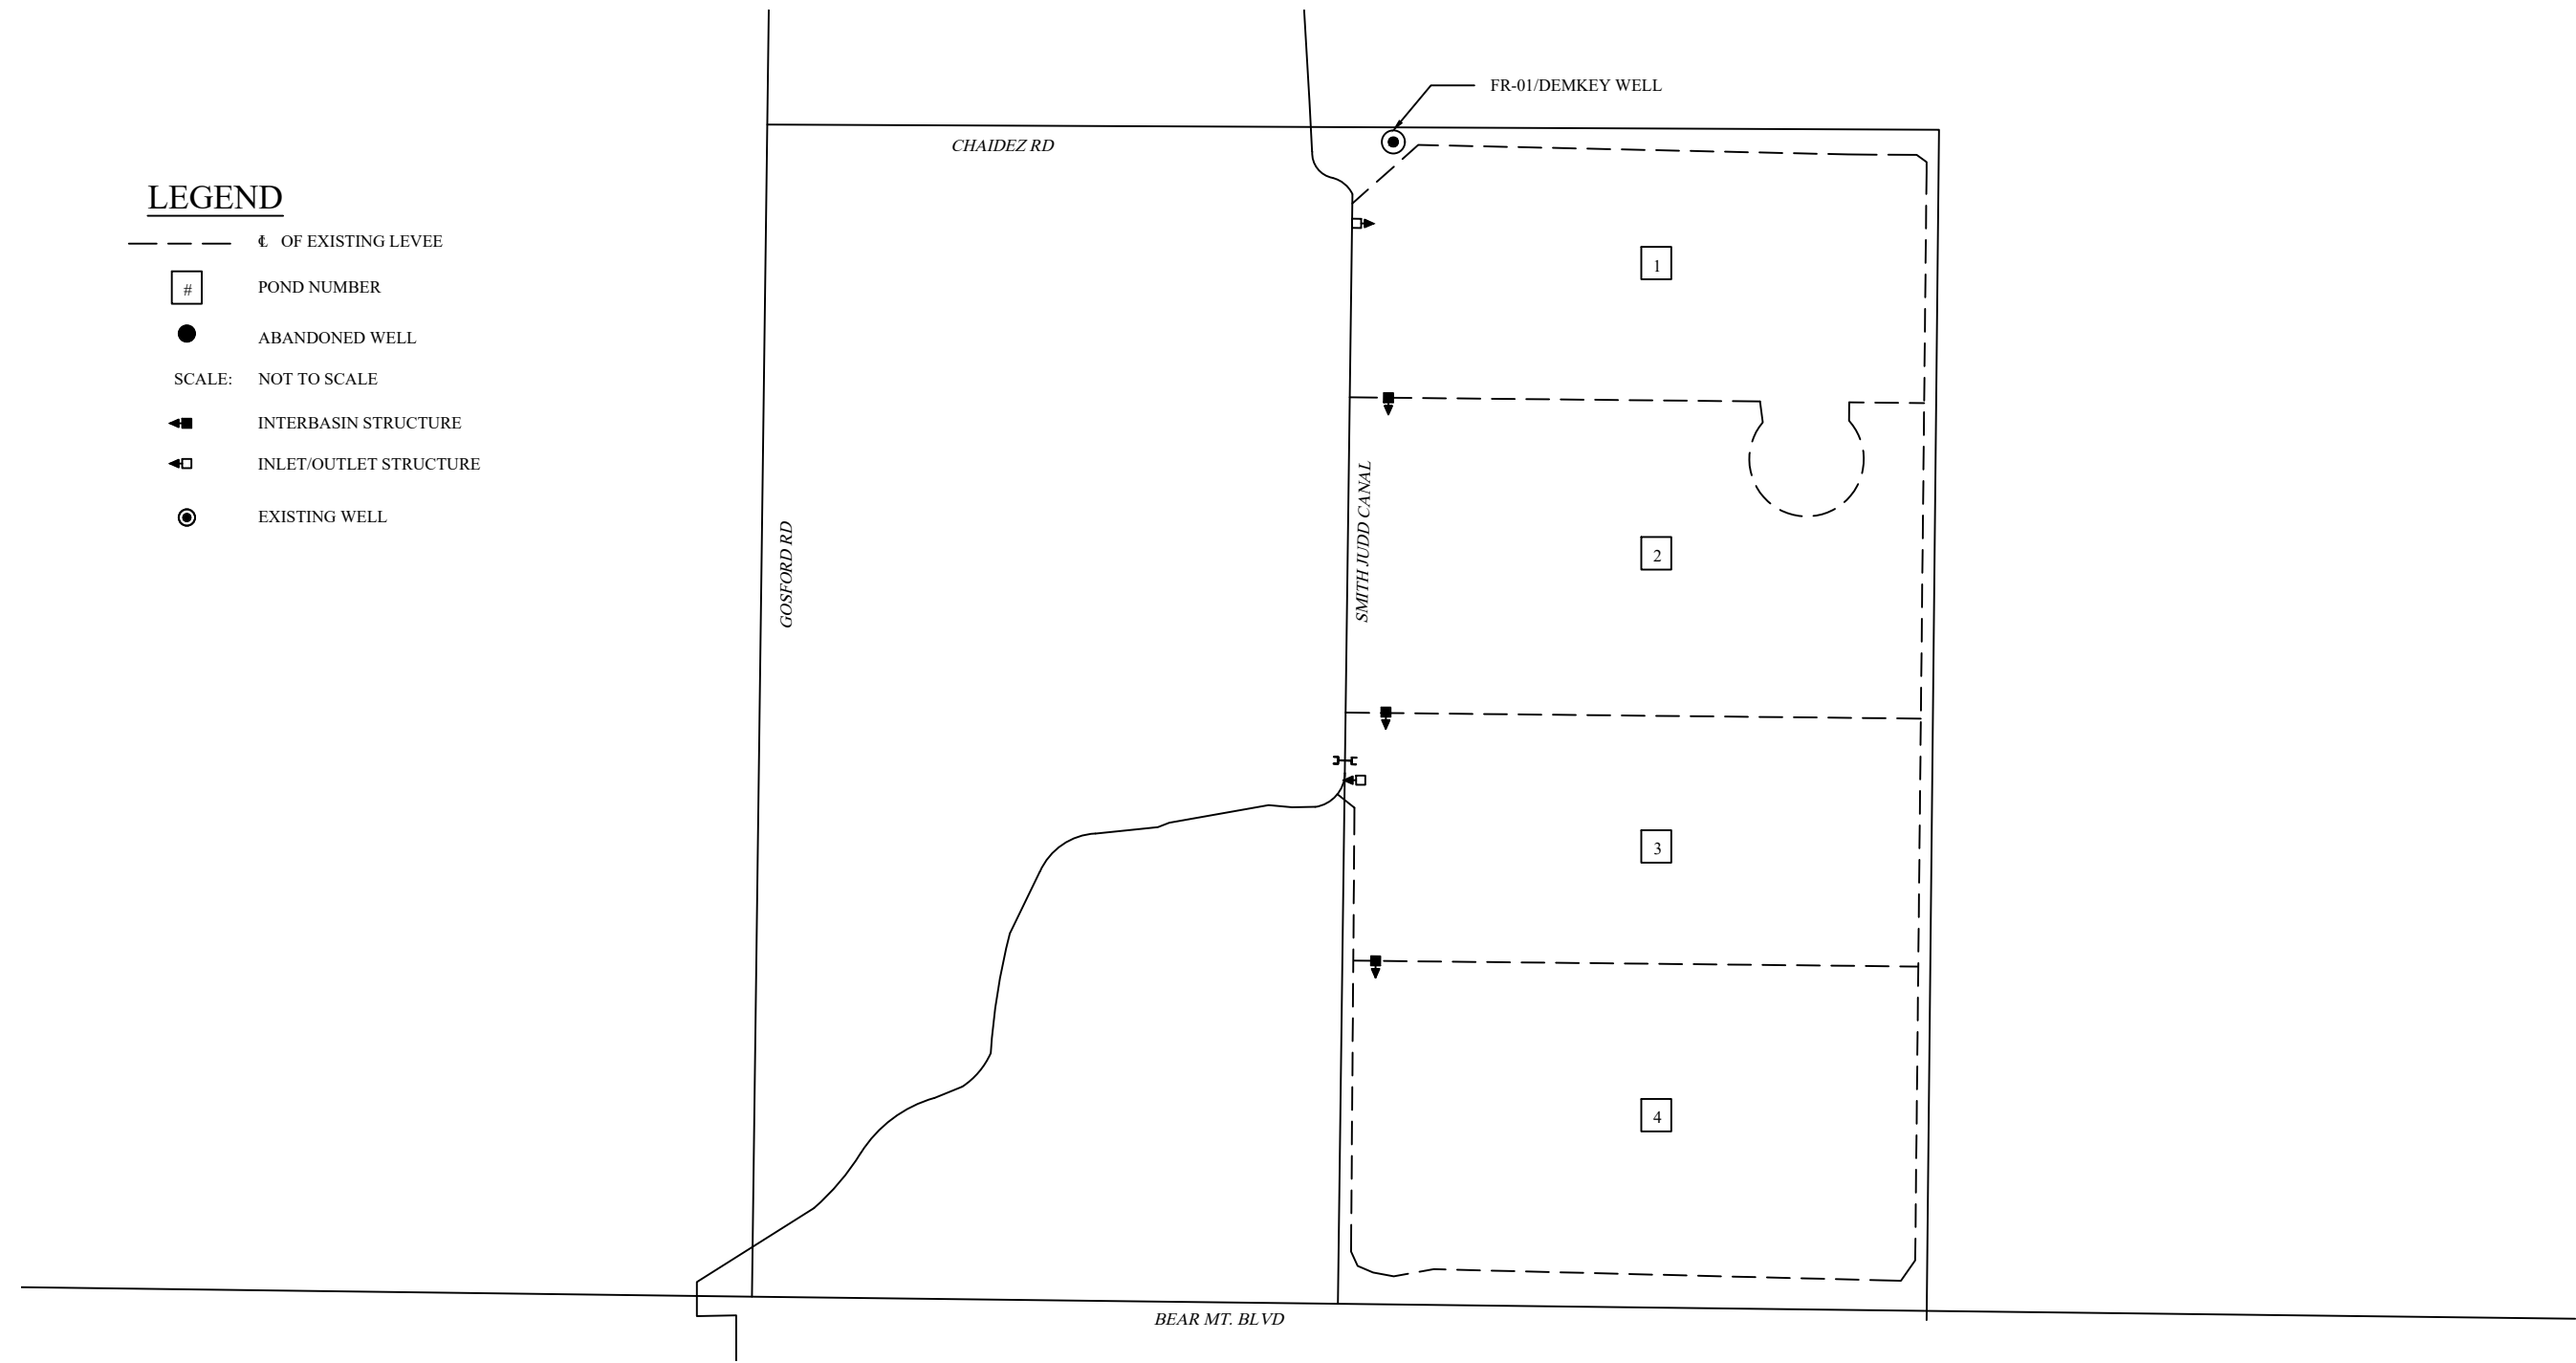 FR-01/DEMKEY WELL
CHAIDEZ RD
LEGEND
℄ OF EXISTING LEVEE
# POND NUMBER
ABANDONED WELL
SCALE: NOT TO SCALE
INTERBASIN STRUCTURE
INLET/OUTLET STRUCTURE
EXISTING WELL
GOSFORD RD
SMITH JUDD CANAL
1
2
3
4
BEAR MT. BLVD